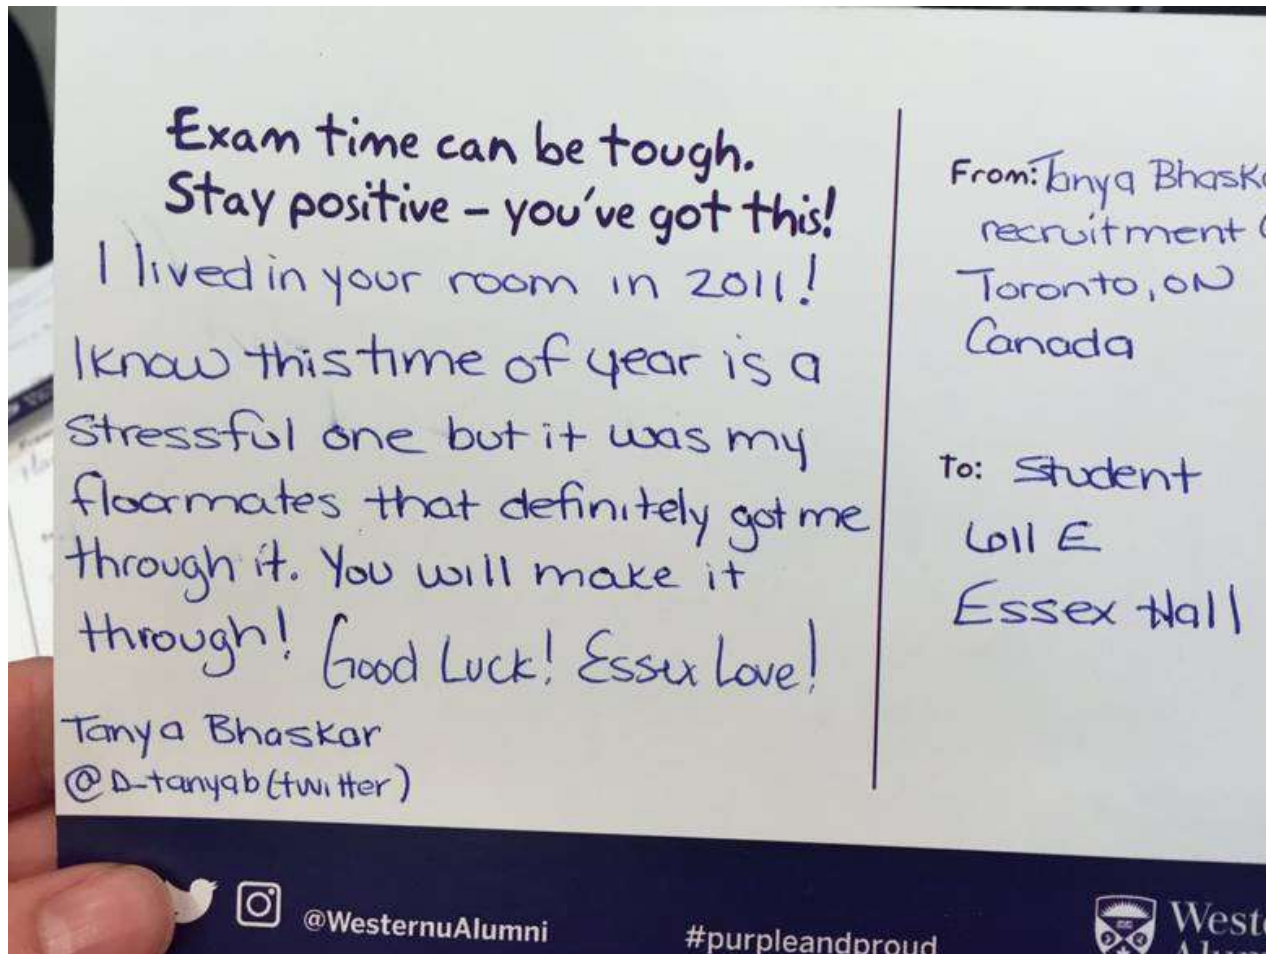 Exam time can be tough.
Stay positive – you've got this!
I lived in your room in 2011!
I know this time of year is a
stressful one but it was my
floormates that definitely got me
through it. You will make it
through! Good Luck! Essex Love!
Tanya Bhaskar
@D_tanyab (twitter)
From: Tanya Bhaska
recruitment
Toronto, ON
Canada
To: Student
611 E
Essex Hall
@WesternuAlumni
#purpleandproud
West